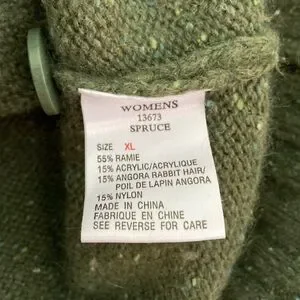 WOMENS
13673
SPRUCE
SIZE XL
55% RAMIE
15% ACRYLIC/ACRYLIQUE
15% ANGORA RABBIT HAIR/
POIL DE LAPIN ANGORA
15% NYLON
MADE IN CHINA
FABRIQUE EN CHINE
SEE REVERSE FOR CARE